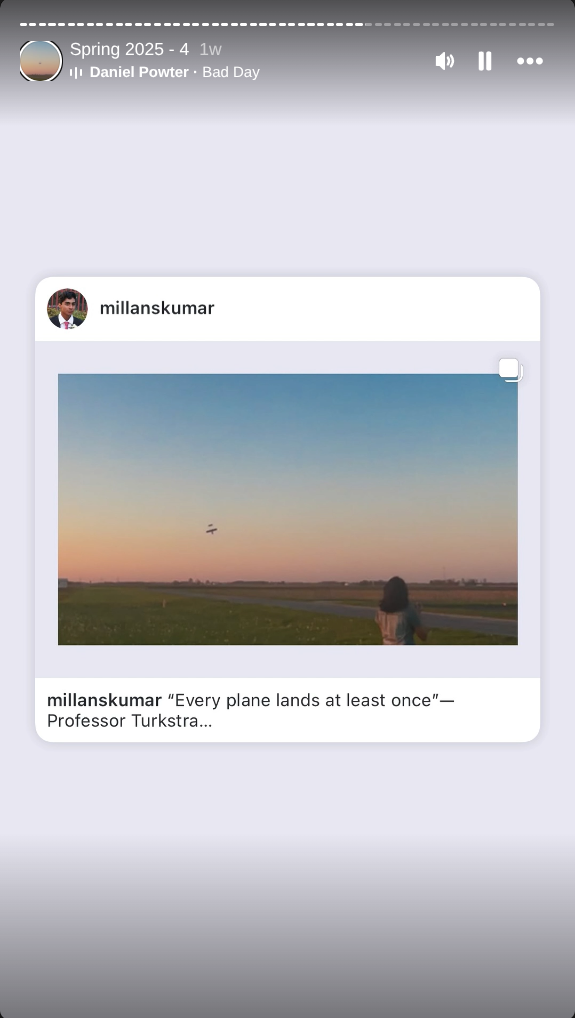 Spring 2025 - 4 1w
Daniel Powter · Bad Day
millanskumar
millanskumar “Every plane lands at least once”—
Professor Turkstra...